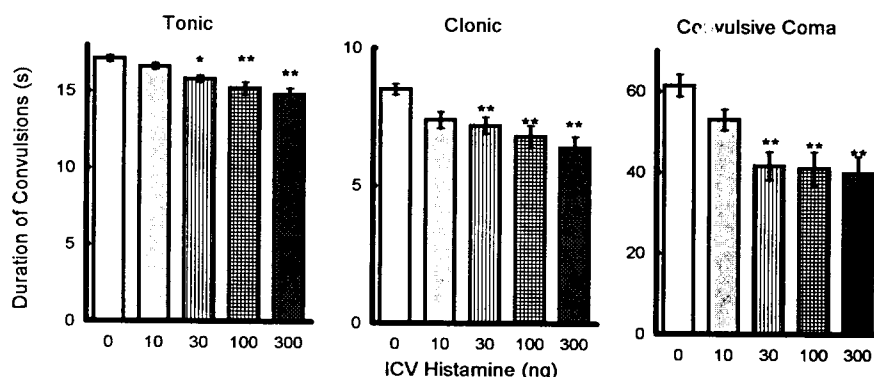 Tonic
Clonic
Convulsive Coma
Duration of Convulsions (s)
15
15
5
0
* ** **
0 10 30 100 300
10
5
0
** ** **
0 10 30 100 300
60
40
20
0
** ** **
0 10 30 100 300
ICV Histamine (ng)